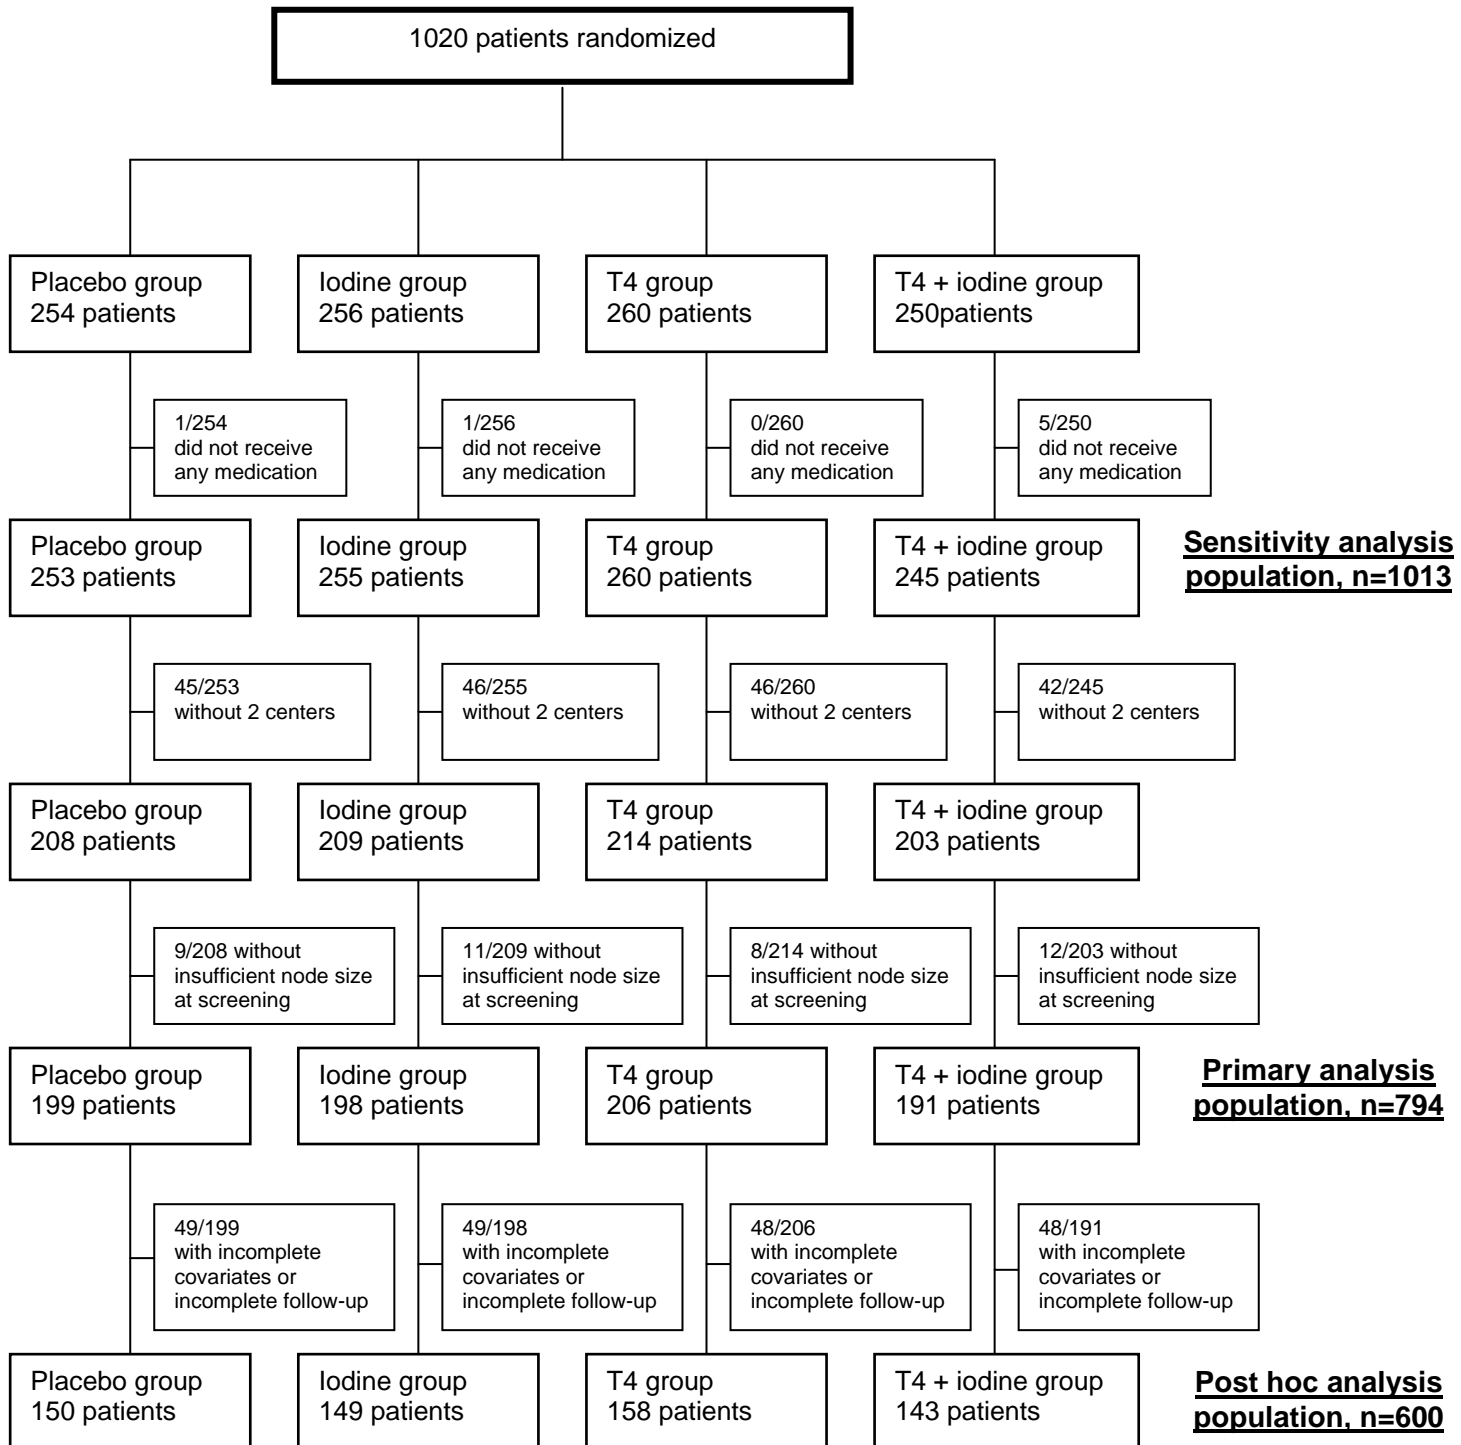 1020 patients randomized
Placebo group
254 patients
Iodine group
256 patients
T4 group
260 patients
T4 + iodine group
250patients
1/254
did not receive
any medication
1/256
did not receive
any medication
0/260
did not receive
any medication
5/250
did not receive
any medication
Placebo group
253 patients
Iodine group
255 patients
T4 group
260 patients
T4 + iodine group
245 patients
Sensitivity analysis
population, n=1013
45/253
without 2 centers
46/255
without 2 centers
46/260
without 2 centers
42/245
without 2 centers
Placebo group
208 patients
Iodine group
209 patients
T4 group
214 patients
T4 + iodine group
203 patients
9/208 without
insufficient node size
at screening
11/209 without
insufficient node size
at screening
8/214 without
insufficient node size
at screening
12/203 without
insufficient node size
at screening
Placebo group
199 patients
Iodine group
198 patients
T4 group
206 patients
T4 + iodine group
191 patients
Primary analysis
population, n=794
49/199
with incomplete
covariates or
incomplete follow-up
49/198
with incomplete
covariates or
incomplete follow-up
48/206
with incomplete
covariates or
incomplete follow-up
48/191
with incomplete
covariates or
incomplete follow-up
Placebo group
150 patients
Iodine group
149 patients
T4 group
158 patients
T4 + iodine group
143 patients
Post hoc analysis
population, n=600